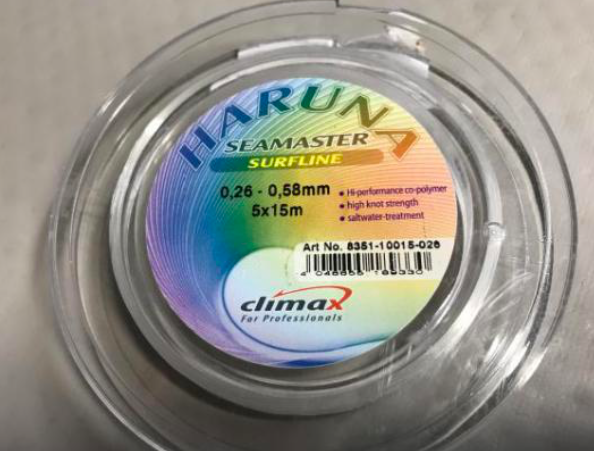 HARUNA
SEAMASTER
SURFLINE
0,26 - 0,58mm
5x15m
• Hi-performance co-polymer
• high knot strength
• saltwater-treatment
Art No. 8351-10015-026
climax
For Professionals